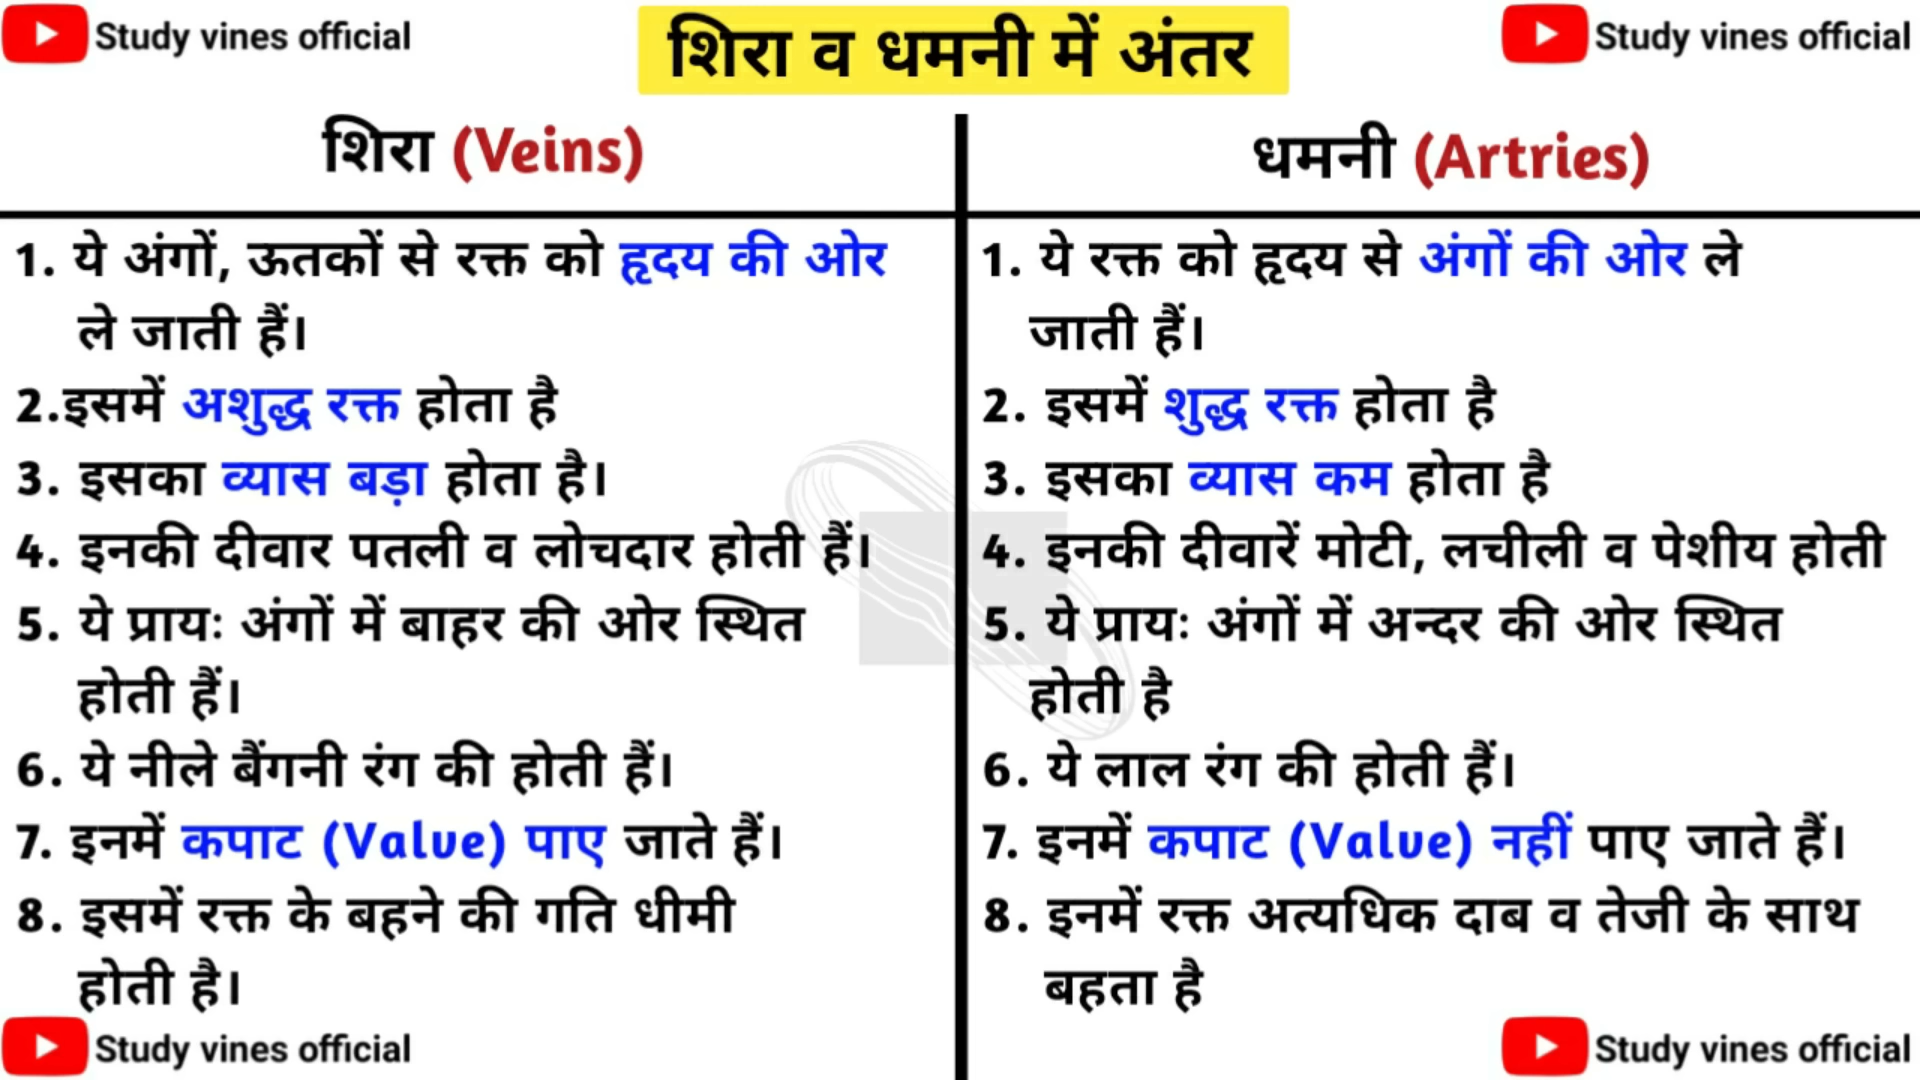 Study vines official
शिरा व धमनी में अंतर
Study vines official
शिरा (Veins)
1. ये अंगों, ऊतकों से रक्त को हृदय की ओर
ले जाती हैं।
2.इसमें अशुद्ध रक्त होता है
3. इसका व्यास बड़ा होता है।
4. इनकी दीवार पतली व लोचदार होती हैं।
5. ये प्रायः अंगों में बाहर की ओर स्थित
होती हैं।
6. ये नीले बैंगनी रंग की होती हैं।
7. इनमें कपाट (Valve) पाए जाते हैं।
8. इसमें रक्त के बहने की गति धीमी
होती है।
धमनी (Artries)
1. ये रक्त को हृदय से अंगों की ओर ले
जाती हैं।
2. इसमें शुद्ध रक्त होता है
3. इसका व्यास कम होता है
4. इनकी दीवारें मोटी, लचीली व पेशीय होती
5. ये प्रायः अंगों में अन्दर की ओर स्थित
होती है
6. ये लाल रंग की होती हैं।
7. इनमें कपाट (Valve) नहीं पाए जाते हैं।
8. इनमें रक्त अत्यधिक दाब व तेजी के साथ
बहता है
Study vines official
Study vines official